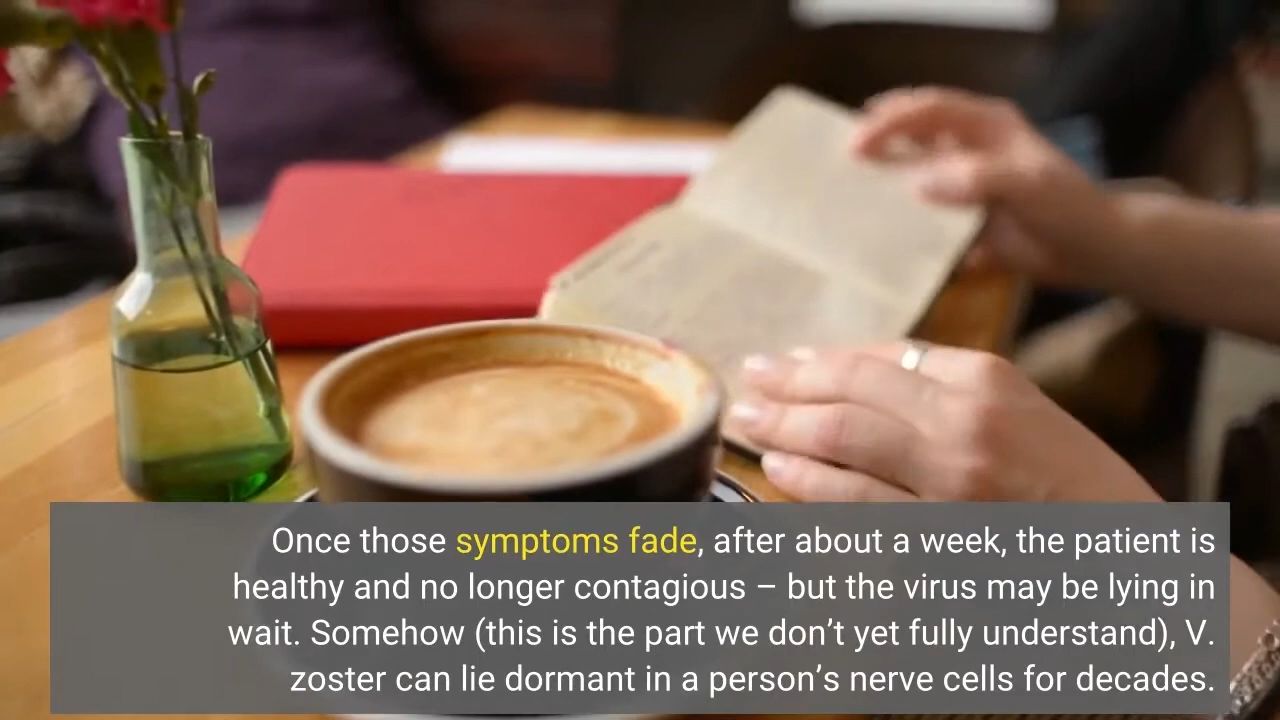 Once those symptoms fade, after about a week, the patient is
healthy and no longer contagious – but the virus may be lying in
wait. Somehow (this is the part we don’t yet fully understand), V.
zoster can lie dormant in a person’s nerve cells for decades.